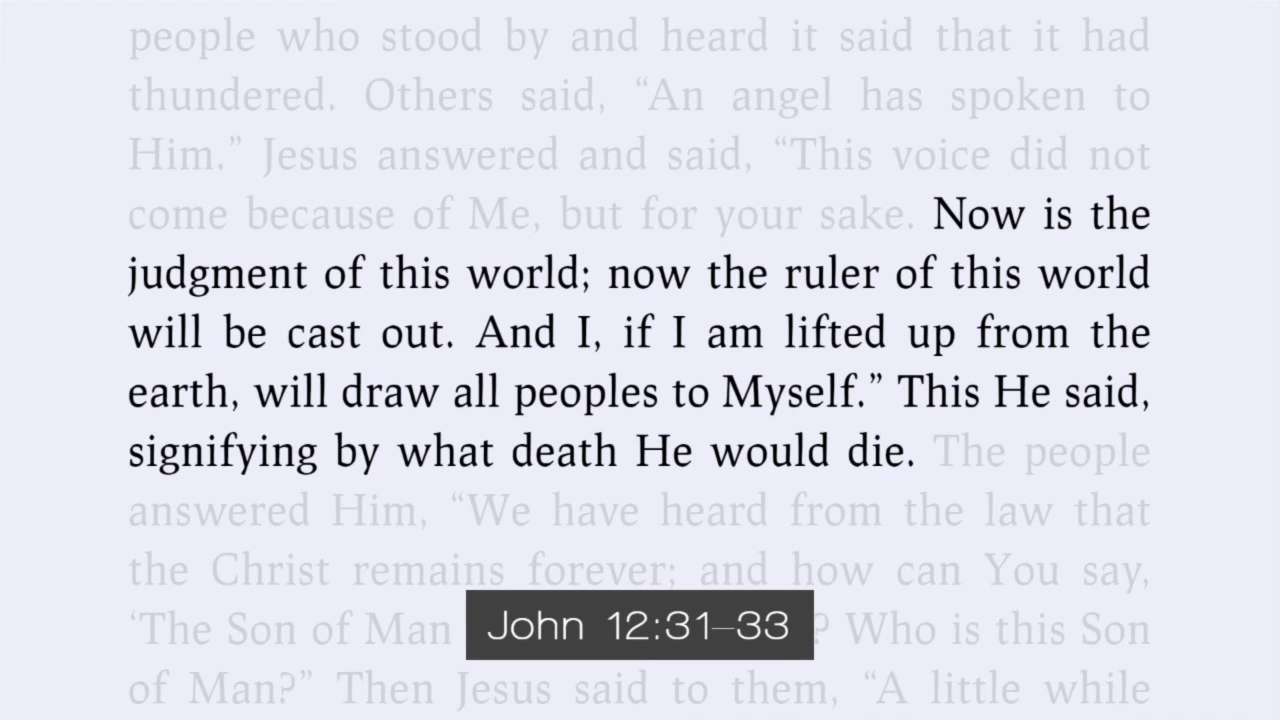 people who stood by and heard it said that it had
thundered. Others said, “An angel has spoken to
Him.” Jesus answered and said, “This voice did not
come because of Me, but for your sake. Now is the
judgment of this world; now the ruler of this world
will be cast out. And I, if I am lifted up from the
earth, will draw all peoples to Myself.” This He said,
signifying by what death He would die. The people
answered Him, “We have heard from the law that
the Christ remains forever; and how can You say,
‘The Son of Man ? Who is this Son
John 12:31–33
of Man?” Then Jesus said to them, “A little while